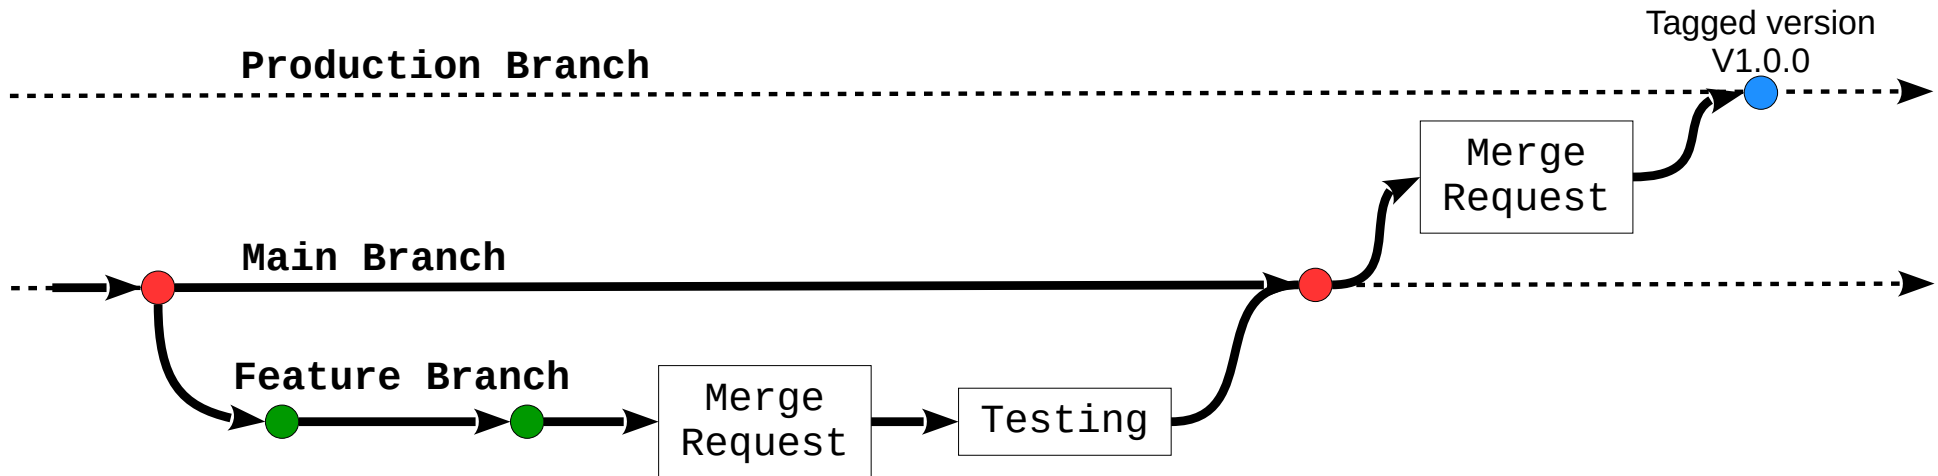 Tagged version
V1.0.0
Production Branch
Merge
Request
Main Branch
Feature Branch
Merge
Request
Testing